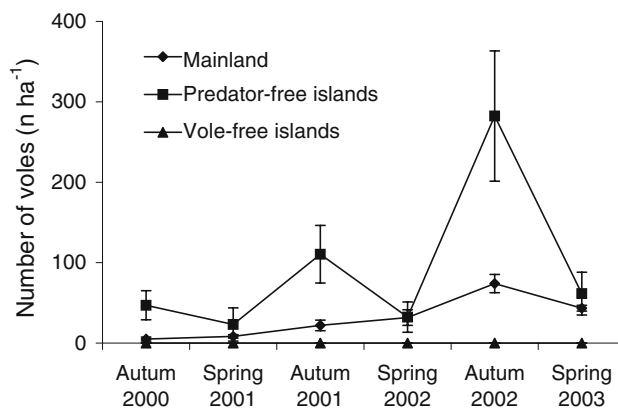 400
300
200
100
0
Number of voles (n ha⁻¹)
Mainland
Predator-free islands
Vole-free islands
Autum Spring Autum Spring Autum Spring
2000 2001 2001 2002 2002 2003